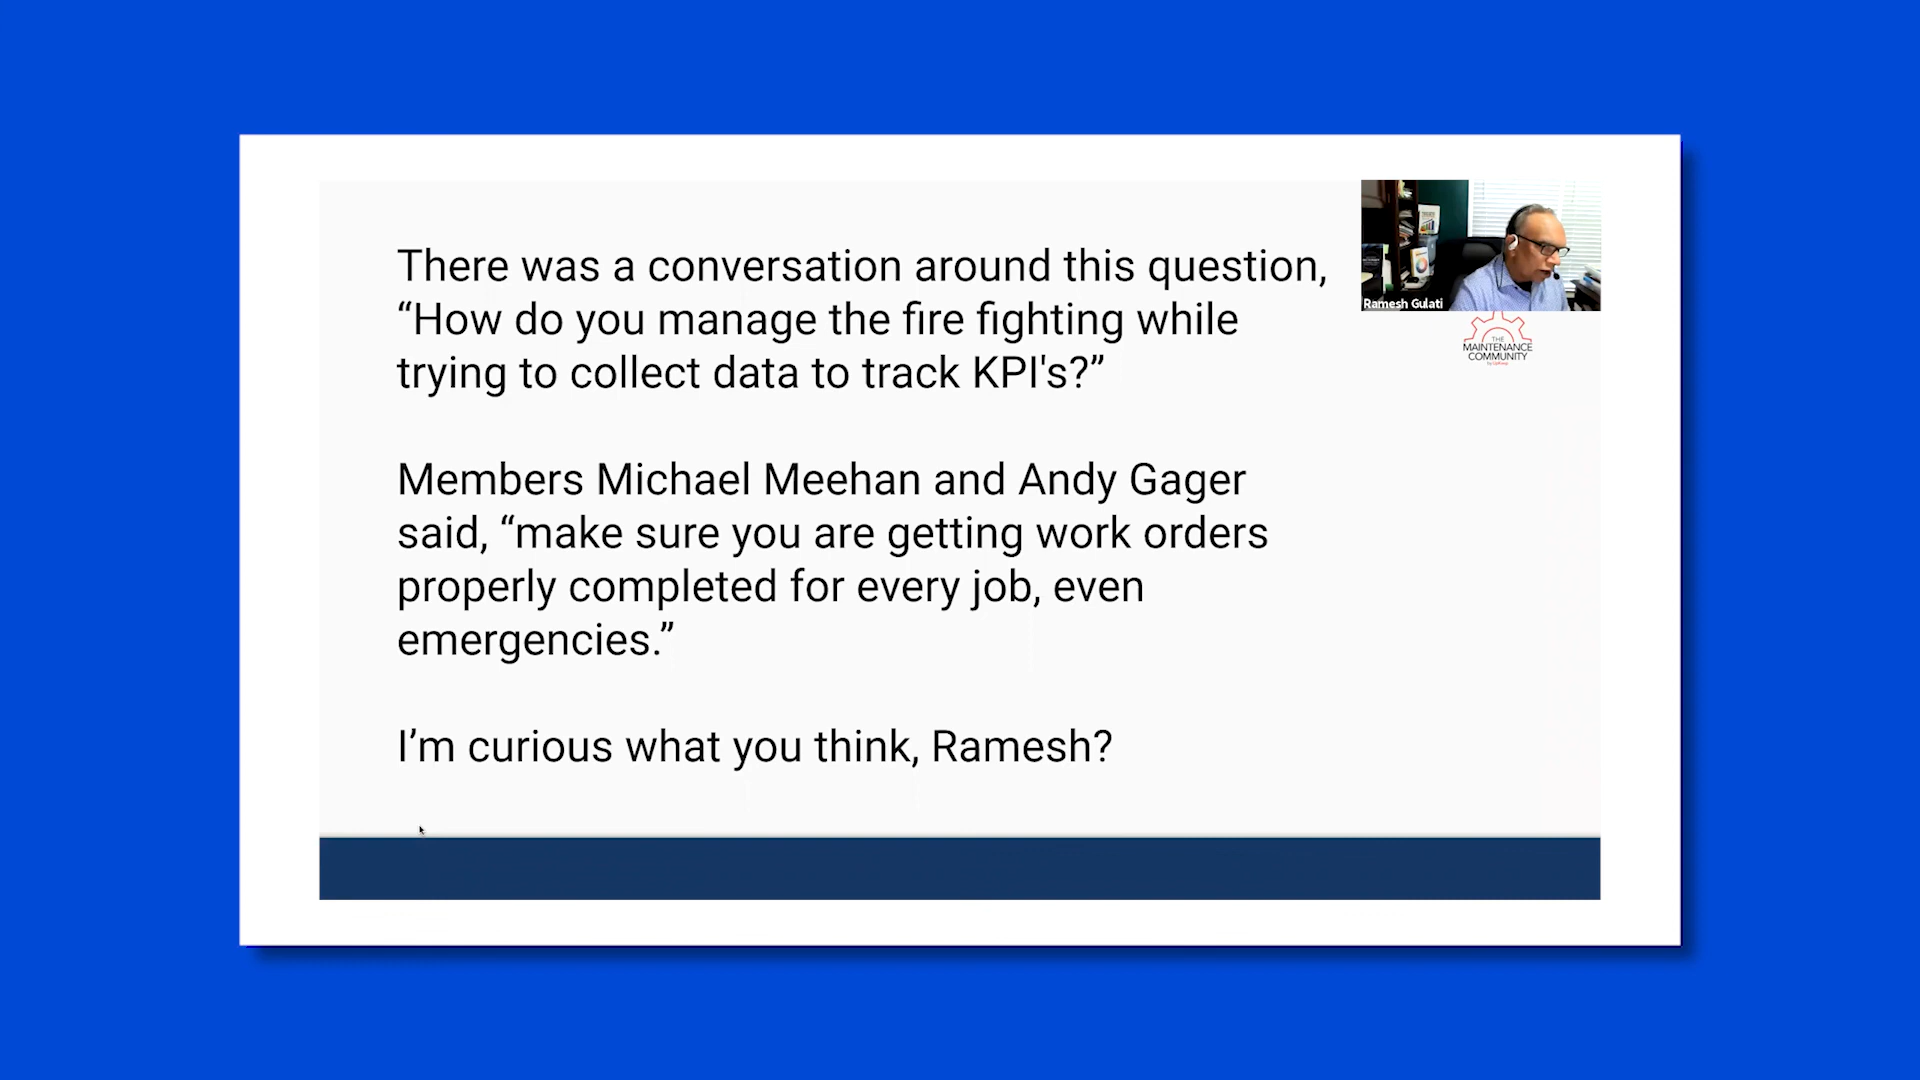 There was a conversation around this question,
“How do you manage the fire fighting while
trying to collect data to track KPI's?”
Members Michael Meehan and Andy Gager
said, “make sure you are getting work orders
properly completed for every job, even
emergencies.”
I’m curious what you think, Ramesh?
Ramesh Gulati
THE
MAINTENANCE
COMMUNITY